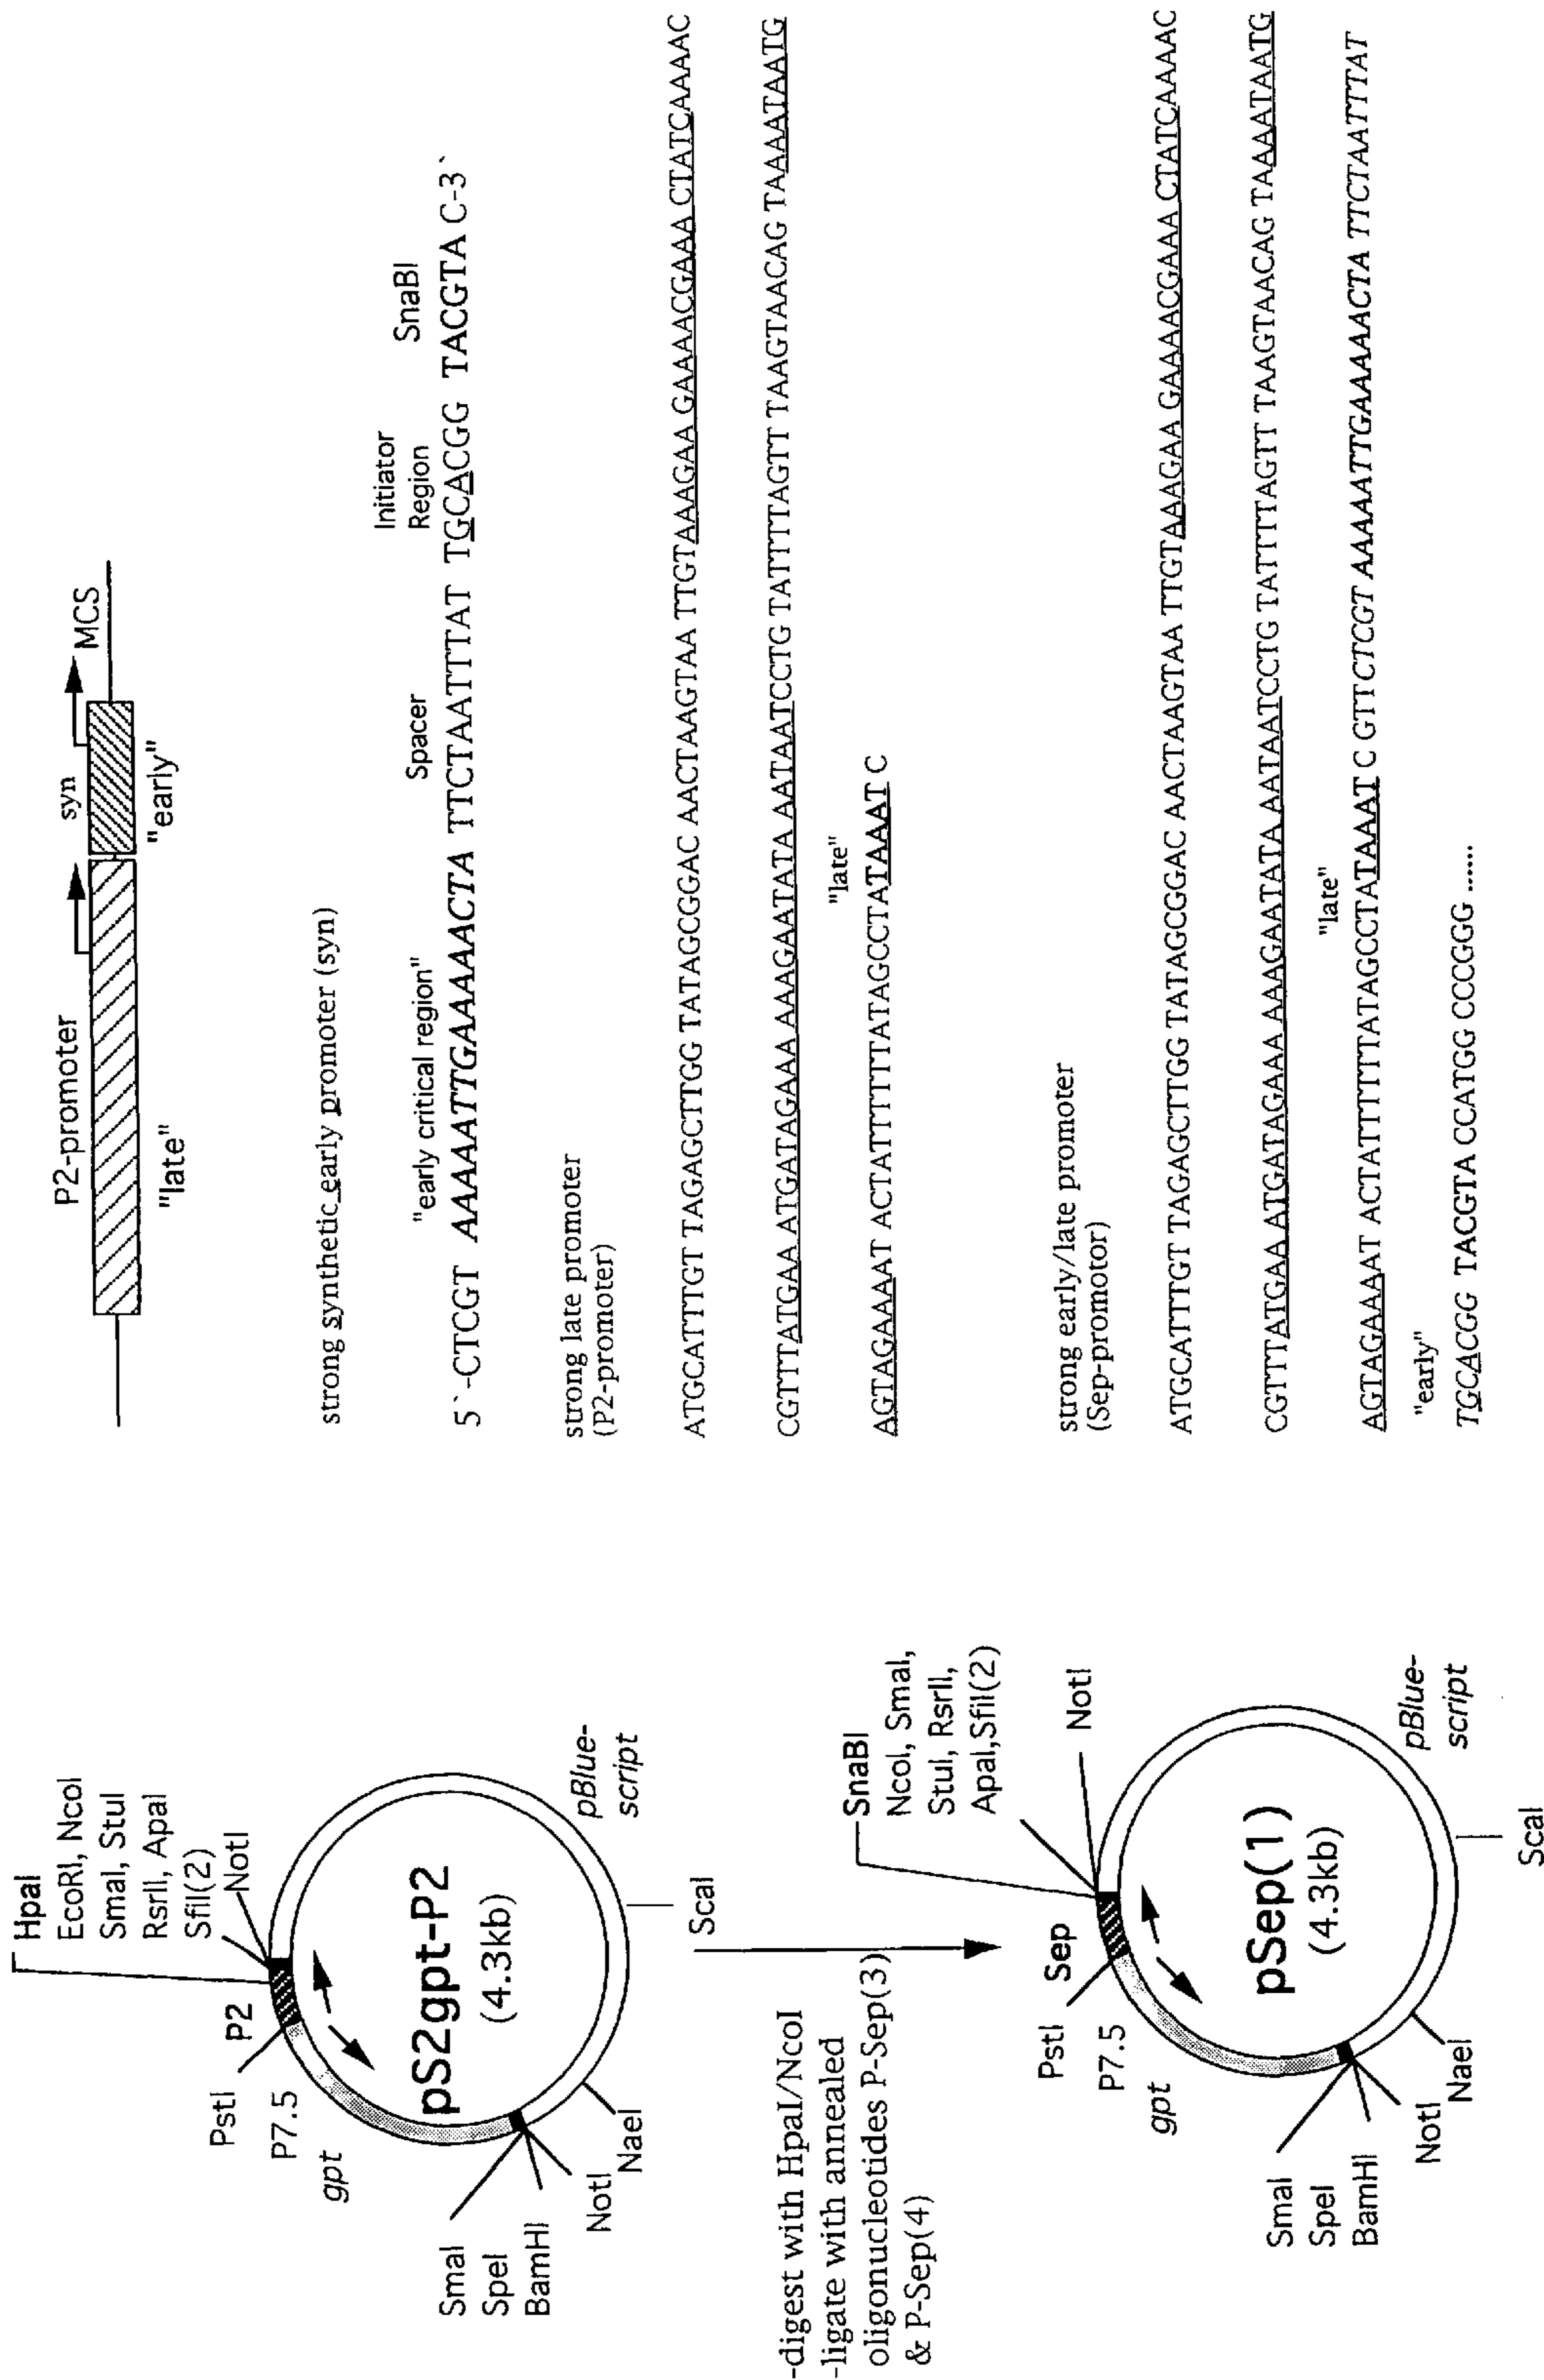 HpaI
EcoRI, NcoI
SmaI, StuI
RsrII, ApaI
SfiI(2)
NotI
PstI
P2
P7.5
gpt
pS2gpt-P2
(4.3kb)
pBlue-
script
SmaI
SpeI
BamHI
NotI
NaeI
ScaI
-digest with HpaI/NcoI
-ligate with annealed
oligonucleotides P-Sep(3)
& P-Sep(4)
SnaBI
NcoI, SmaI,
StuI, RsrII,
ApaI,SfiI(2)
NotI
PstI
Sep
P7.5
gpt
pSep(1)
(4.3kb)
pBlue-
script
SmaI
SpeI
BamHI
NotI
NaeI
ScaI
P2-promoter
syn
MCS
"late"
"early"
strong synthetic early promoter (syn)
"early critical region"
Spacer
Initiator
Region
SnaBI
5`-CTCGT AAAAATTGAAAAACTA TTCTAATTTAT TGCACGG TACGTA C-3`
strong late promoter
(P2-promoter)
ATGCATTTGT TAGAGCTTGG TATAGCGGAC AACTAAGTAA TTGTAAAGAA GAAAACGAAA CTATCAAAAC
CGTTTATGAA ATGATAGAAA AAAGAATATA AATAATCCTG TATTTTAGTT TAAGTAACAG TAAAATAATG
"late"
AGTAGAAAAT ACTATTTTTTATAGCCTATAAAT C
strong early/late promoter
(Sep-promotor)
ATGCATTTGT TAGAGCTTGG TATAGCGGAC AACTAAGTAA TTGTAAAGAA GAAAACGAAA CTATCAAAAC
CGTTTATGAA ATGATAGAAA AAAGAATATA AATAATCCTG TATTTTAGTT TAAGTAACAG TAAAATAATG
"late"
AGTAGAAAAT ACTATTTTTTATAGCCTATAAAT C GTTCTCGT AAAAATTGAAAAACTA TTCTAATTTAT
"early"
TGCACGG TACGTA CCATGG CCCGGG ......